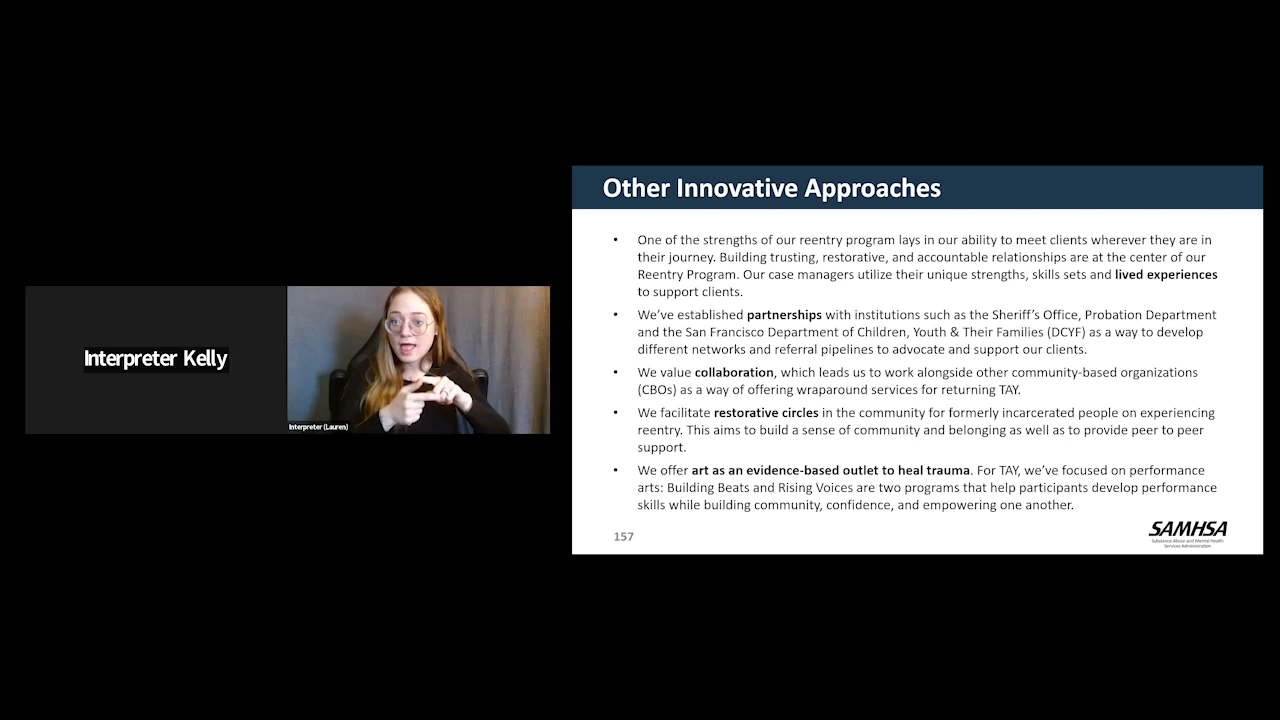 Interpreter Kelly
Interpreter (Lauren)
Other Innovative Approaches
• One of the strengths of our reentry program lays in our ability to meet clients wherever they are in
their journey. Building trusting, restorative, and accountable relationships are at the center of our
Reentry Program. Our case managers utilize their unique strengths, skills sets and lived experiences
to support clients.
• We've established partnerships with institutions such as the Sheriff's Office, Probation Department
and the San Francisco Department of Children, Youth & Their Families (DCYF) as a way to develop
different networks and referral pipelines to advocate and support our clients.
• We value collaboration, which leads us to work alongside other community-based organizations
(CBOs) as a way of offering wraparound services for returning TAY.
• We facilitate restorative circles in the community for formerly incarcerated people on experiencing
reentry. This aims to build a sense of community and belonging as well as to provide peer to peer
support.
• We offer art as an evidence-based outlet to heal trauma. For TAY, we've focused on performance
arts: Building Beats and Rising Voices are two programs that help participants develop performance
skills while building community, confidence, and empowering one another.
157
SAMHSA
Substance Abuse and Mental Health
Services Administration